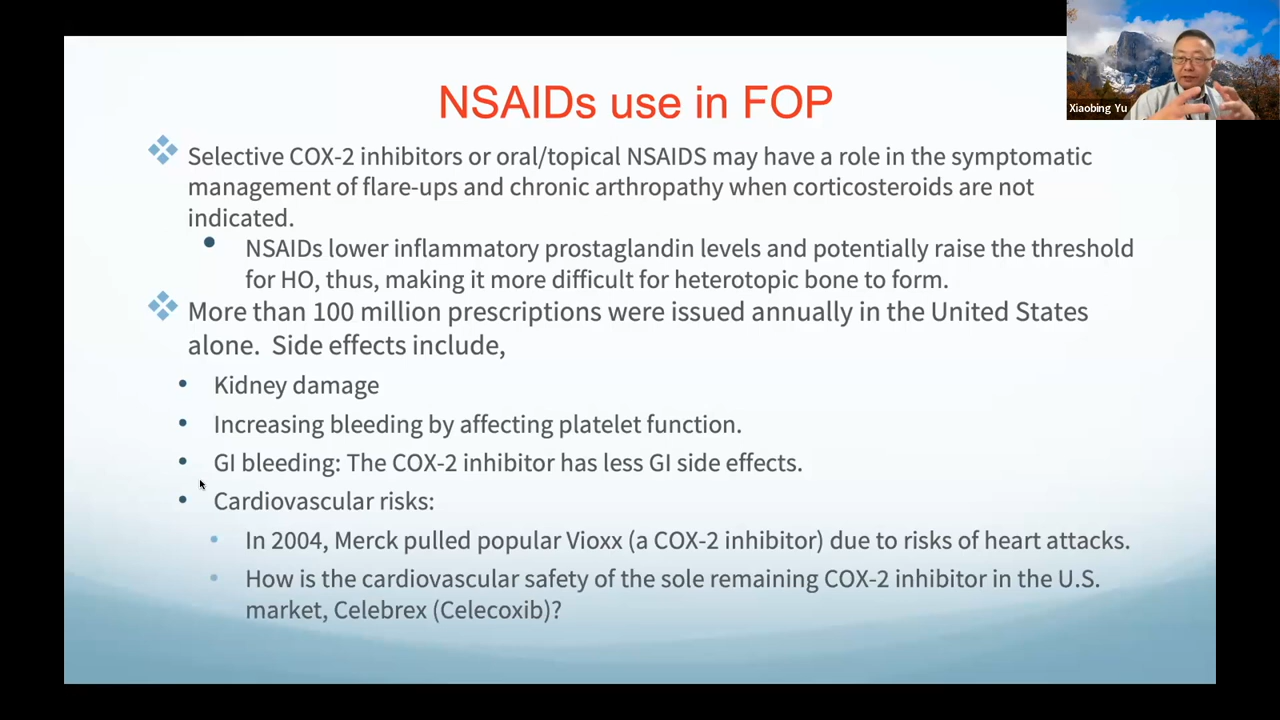 NSAIDs use in FOP
Xiaobing Yu
Selective COX-2 inhibitors or oral/topical NSAIDS may have a role in the symptomatic
management of flare-ups and chronic arthropathy when corticosteroids are not
indicated.
NSAIDs lower inflammatory prostaglandin levels and potentially raise the threshold
for HO, thus, making it more difficult for heterotopic bone to form.
More than 100 million prescriptions were issued annually in the United States
alone.  Side effects include,
Kidney damage
Increasing bleeding by affecting platelet function.
GI bleeding: The COX-2 inhibitor has less GI side effects.
Cardiovascular risks:
In 2004, Merck pulled popular Vioxx (a COX-2 inhibitor) due to risks of heart attacks.
How is the cardiovascular safety of the sole remaining COX-2 inhibitor in the U.S.
market, Celebrex (Celecoxib)?